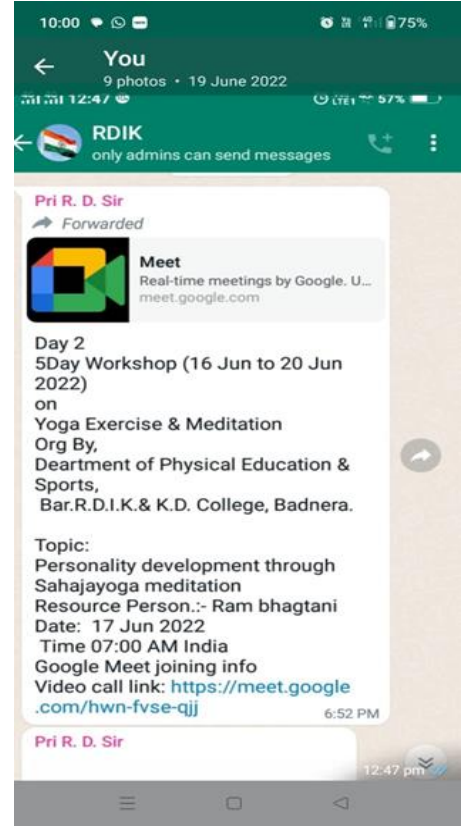 10:00
75%
You
9 photos • 19 June 2022
12:47
LTE1 57%
RDIK
only admins can send messages
Pri R. D. Sir
Forwarded
Meet
Real-time meetings by Google. U...
meet.google.com
Day 2
5Day Workshop (16 Jun to 20 Jun
2022)
on
Yoga Exercise & Meditation
Org By,
Deartment of Physical Education &
Sports,
Bar.R.D.I.K.& K.D. College, Badnera.
Topic:
Personality development through
Sahajayoga meditation
Resource Person.:- Ram bhagtani
Date: 17 Jun 2022
Time 07:00 AM India
Google Meet joining info
Video call link: https://meet.google
.com/hwn-fvse-qjj
6:52 PM
Pri R. D. Sir
12:47 pm